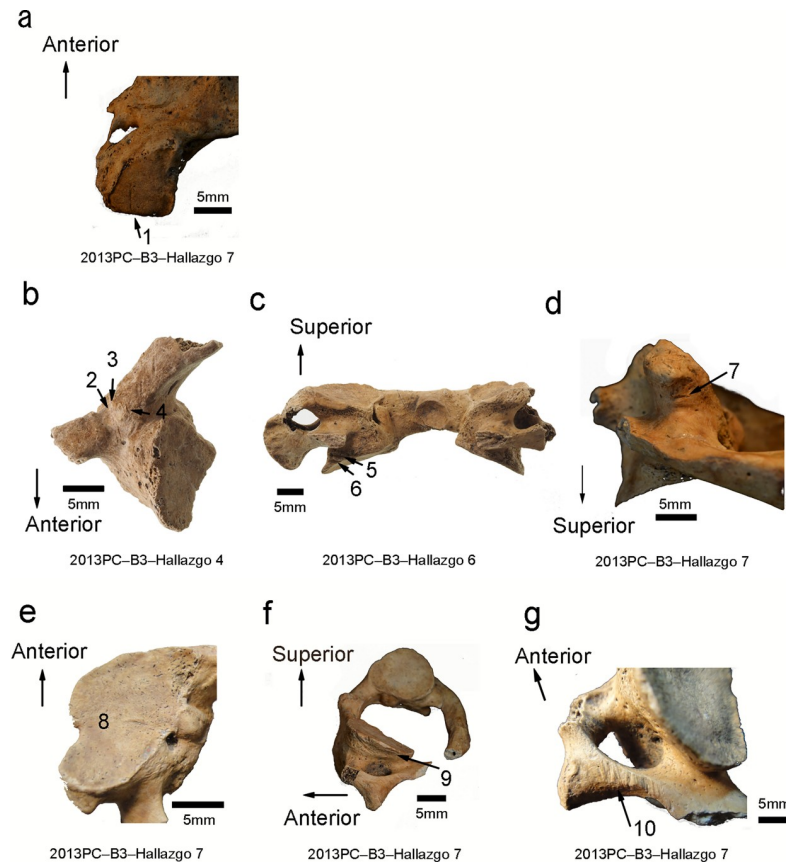 a
Anterior
5mm
1
2013PC–B3–Hallazgo 7
b
3
2
4
5mm
Anterior
2013PC–B3–Hallazgo 4
c
Superior
5
6
5mm
2013PC–B3–Hallazgo 6
d
7
5mm
Superior
2013PC–B3–Hallazgo 7
e
Anterior
8
5mm
2013PC–B3–Hallazgo 7
f
Superior
9
Anterior
5mm
2013PC–B3–Hallazgo 7
g
Anterior
5mm
10
2013PC–B3–Hallazgo 7